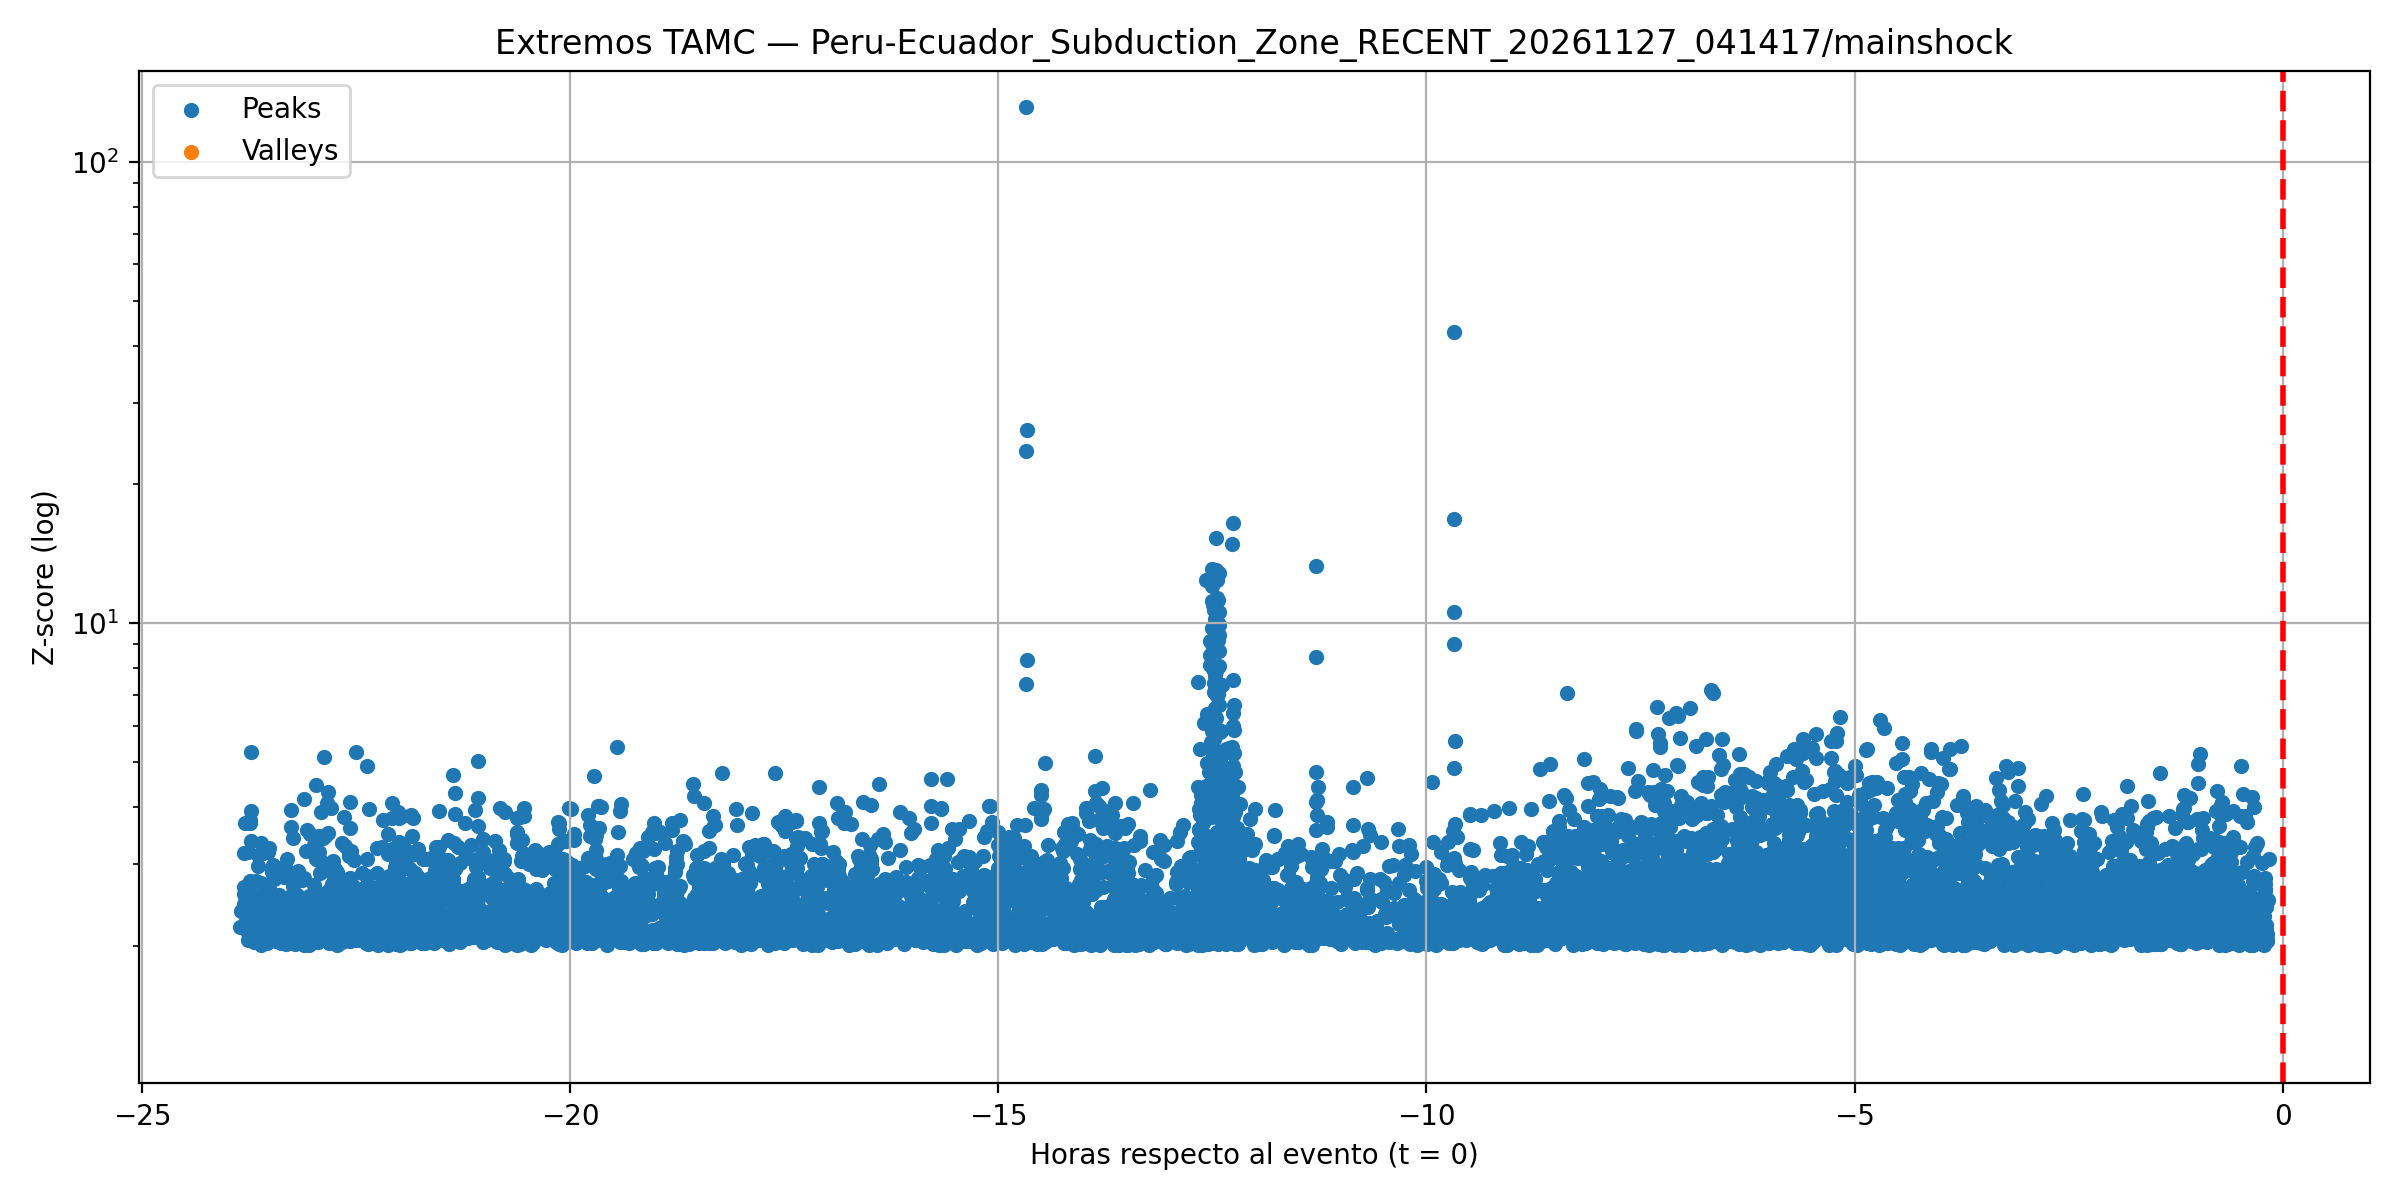 Extremos TAMC — Peru-Ecuador_Subduction_Zone_RECENT_20261127_041417/mainshock
Peaks
Valleys
Z-score (log)
10²
10¹
−25 −20 −15 −10 −5 0
Horas respecto al evento (t = 0)